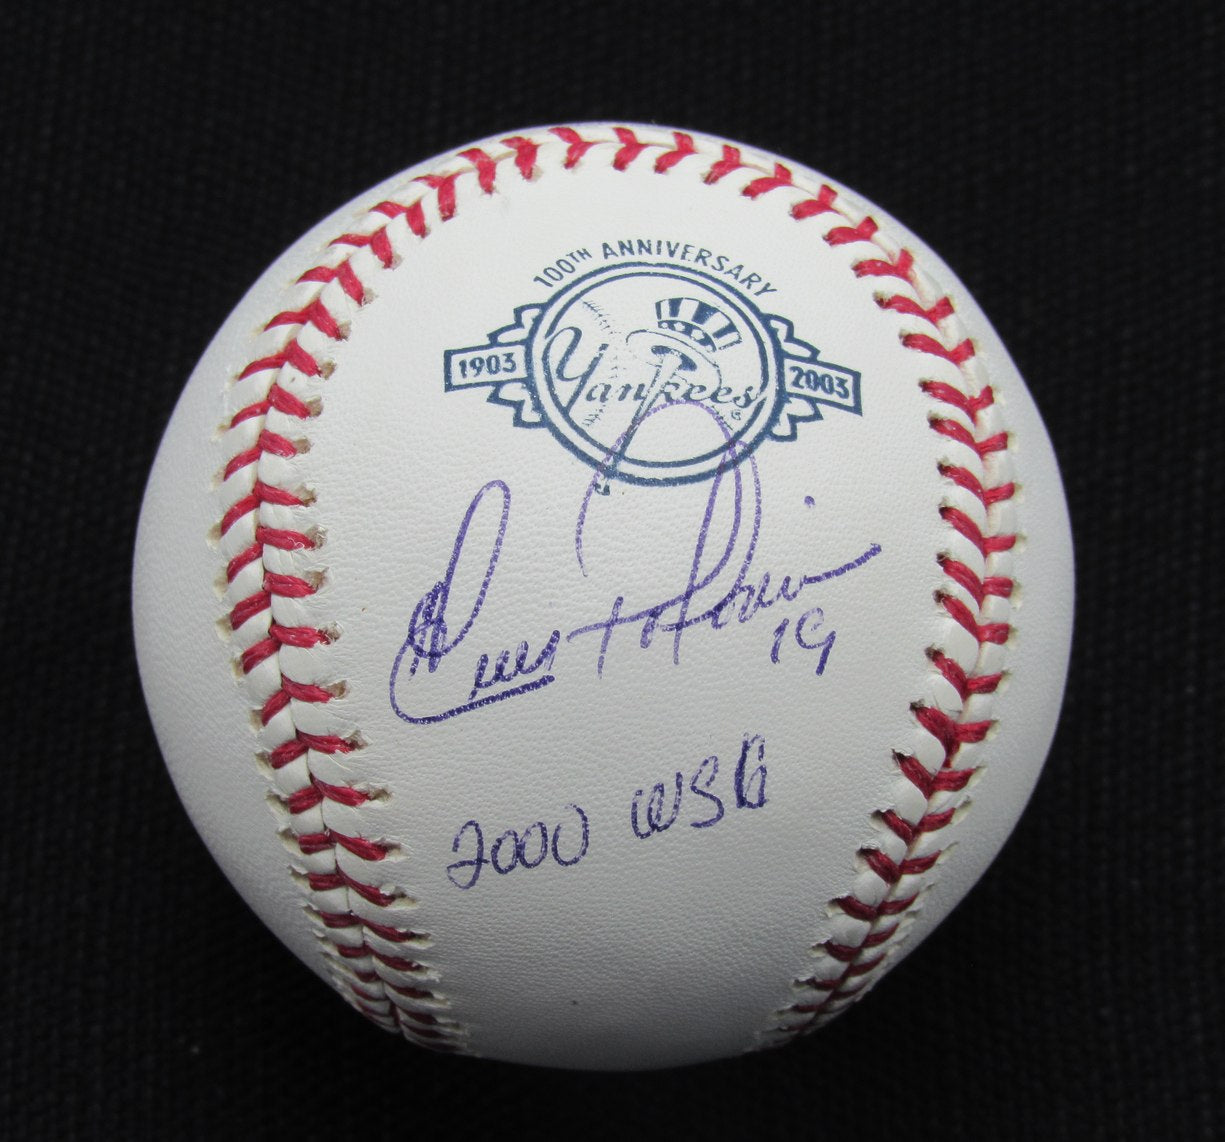 100TH ANNIVERSARY
1903 Yankees 2003
19
2000 WSC